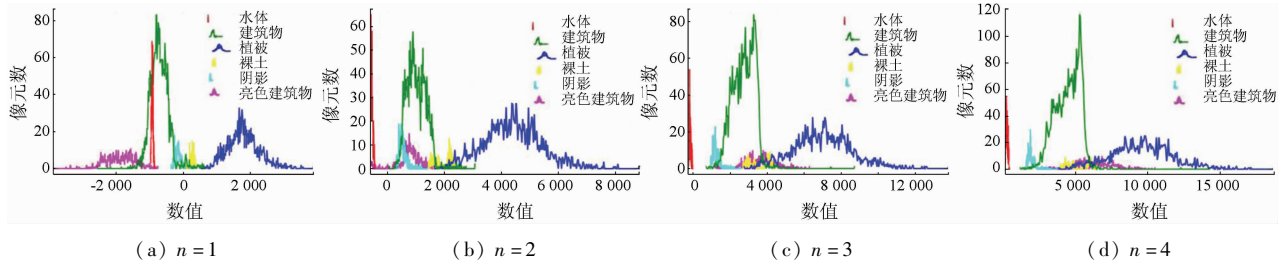 像元数
80
60
40
20
0
-2 000
0
2 000
数值
水体
建筑物
植被
裸土
阴影
亮色建筑物
(a) n=1
像元数
60
50
40
30
20
10
0
0
2 000
4 000
6 000
8 000
数值
水体
建筑物
植被
裸土
阴影
亮色建筑物
(b) n=2
像元数
80
60
40
20
0
0
4 000
8 000
12 000
数值
水体
建筑物
植被
裸土
阴影
亮色建筑物
(c) n=3
像元数
120
100
80
60
40
20
0
5 000
10 000
15 000
数值
水体
建筑物
植被
裸土
阴影
亮色建筑物
(d) n=4